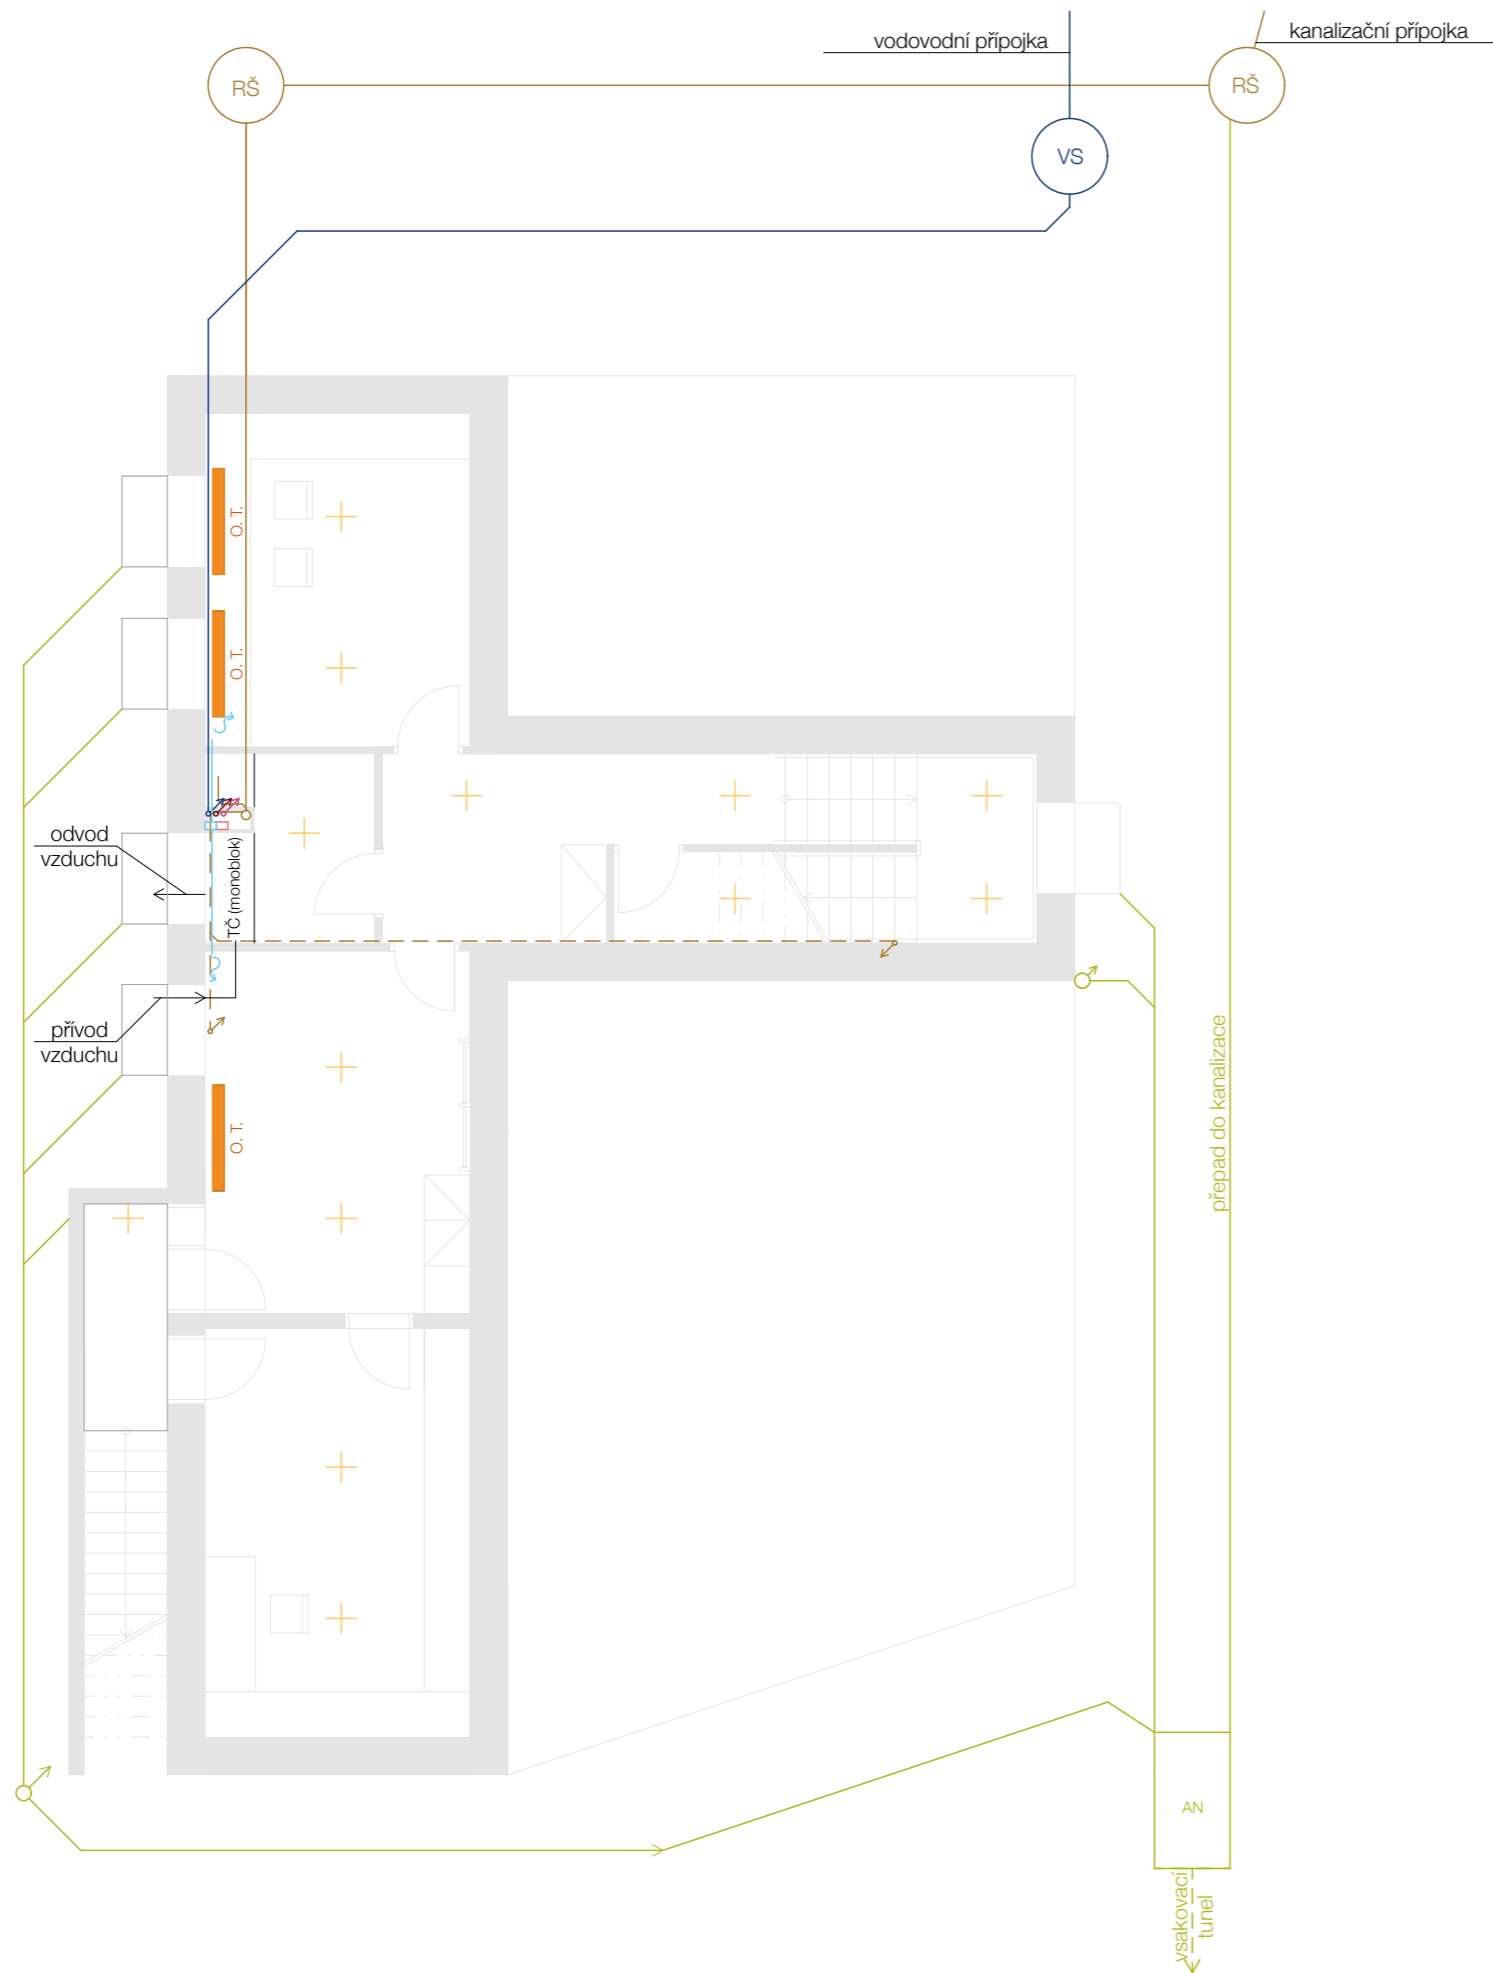 vodovodní přípojka
kanalizační přípojka
RŠ
RŠ
VS
O. T.
O. T.
odvod
vzduchu
TČ (monoblok)
přívod
vzduchu
O. T.
přepad do kanalizace
AN
vsakovací
tunel